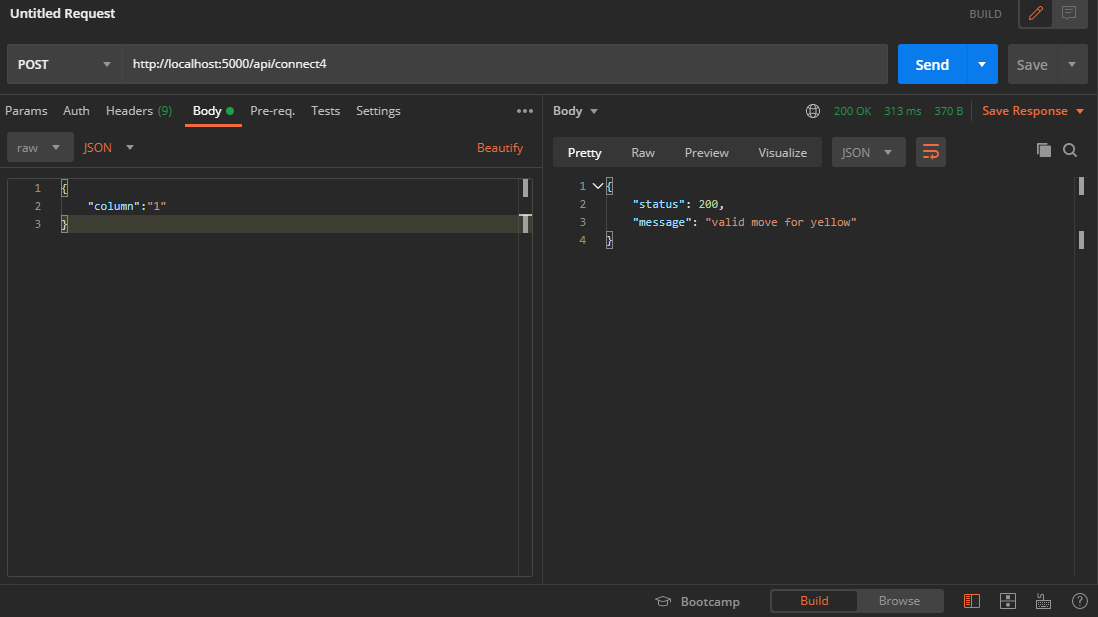 Untitled Request
BUILD
POST
http://localhost:5000/api/connect4
Send
Save
Params Auth Headers (9) Body Pre-req. Tests Settings
Body
200 OK 313 ms 370 B Save Response
raw JSON Beautify
Pretty Raw Preview Visualize JSON
1 {
2 "column":"1"
3 }
1 {
2 "status": 200,
3 "message": "valid move for yellow"
4 }
Bootcamp Build Browse